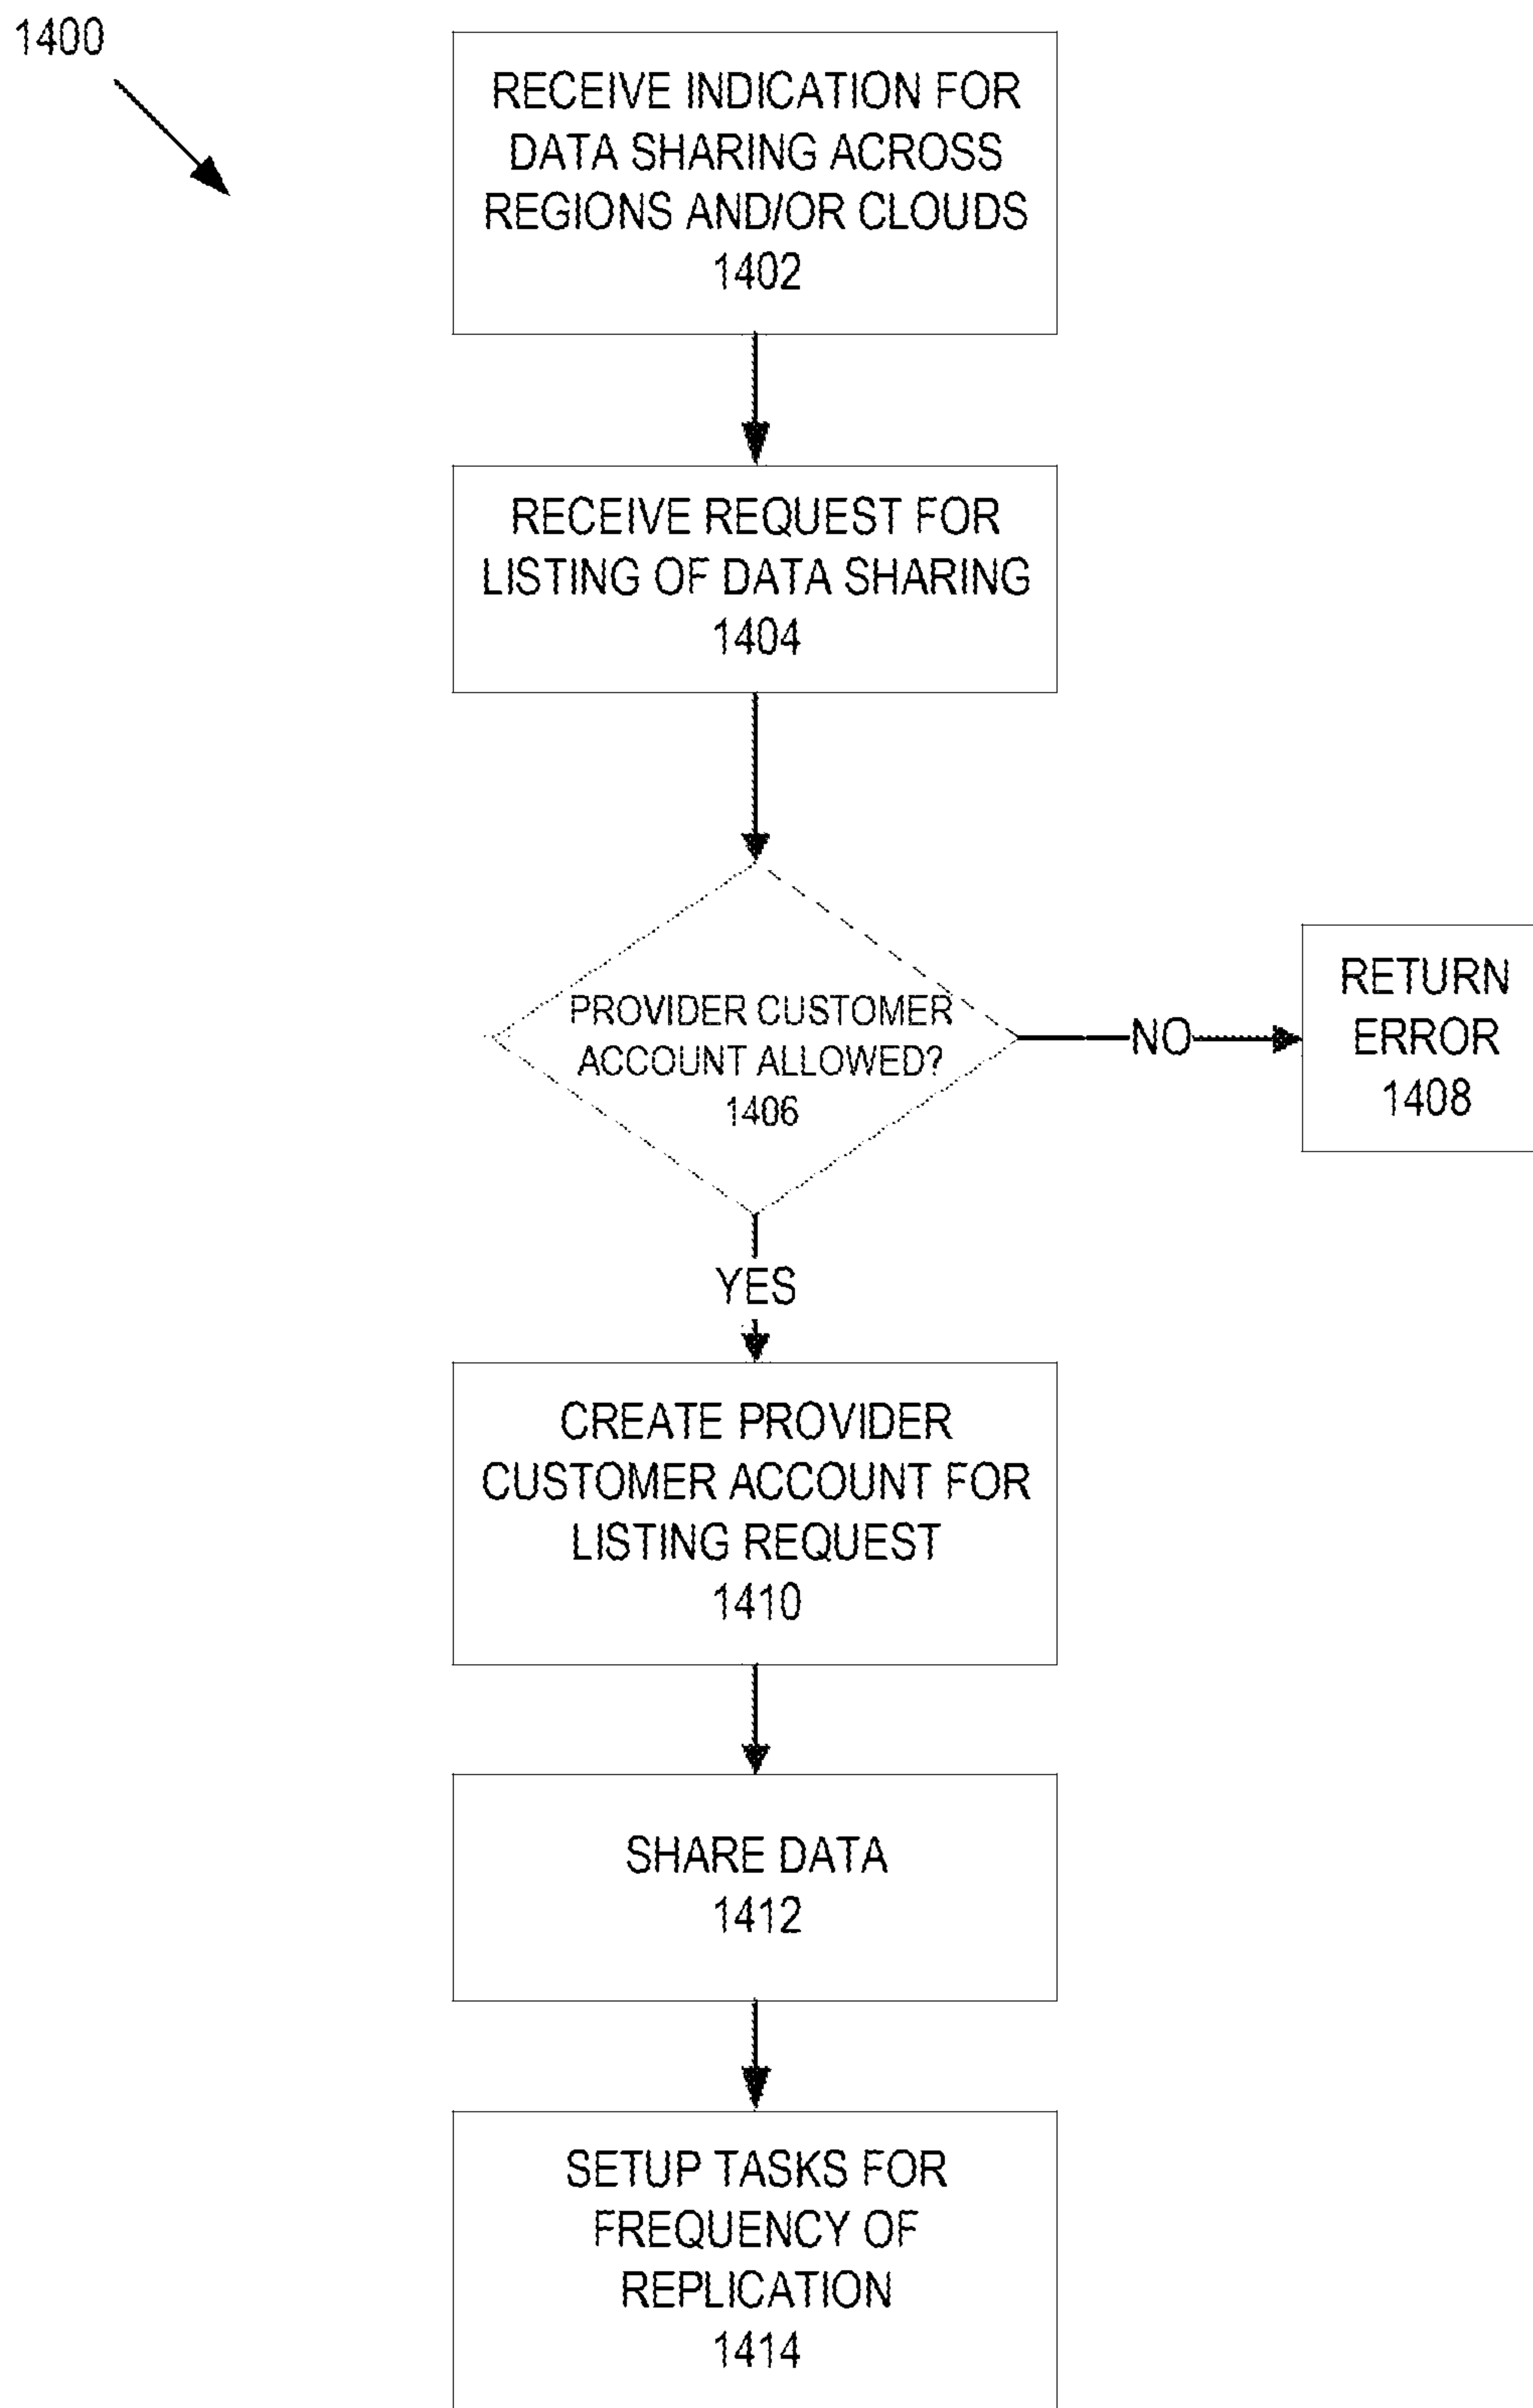 1400
RECEIVE INDICATION FOR
DATA SHARING ACROSS
REGIONS AND/OR CLOUDS
1402
RECEIVE REQUEST FOR
LISTING OF DATA SHARING
1404
PROVIDER CUSTOMER
ACCOUNT ALLOWED?
1406
NO
RETURN
ERROR
1408
YES
CREATE PROVIDER
CUSTOMER ACCOUNT FOR
LISTING REQUEST
1410
SHARE DATA
1412
SETUP TASKS FOR
FREQUENCY OF
REPLICATION
1414